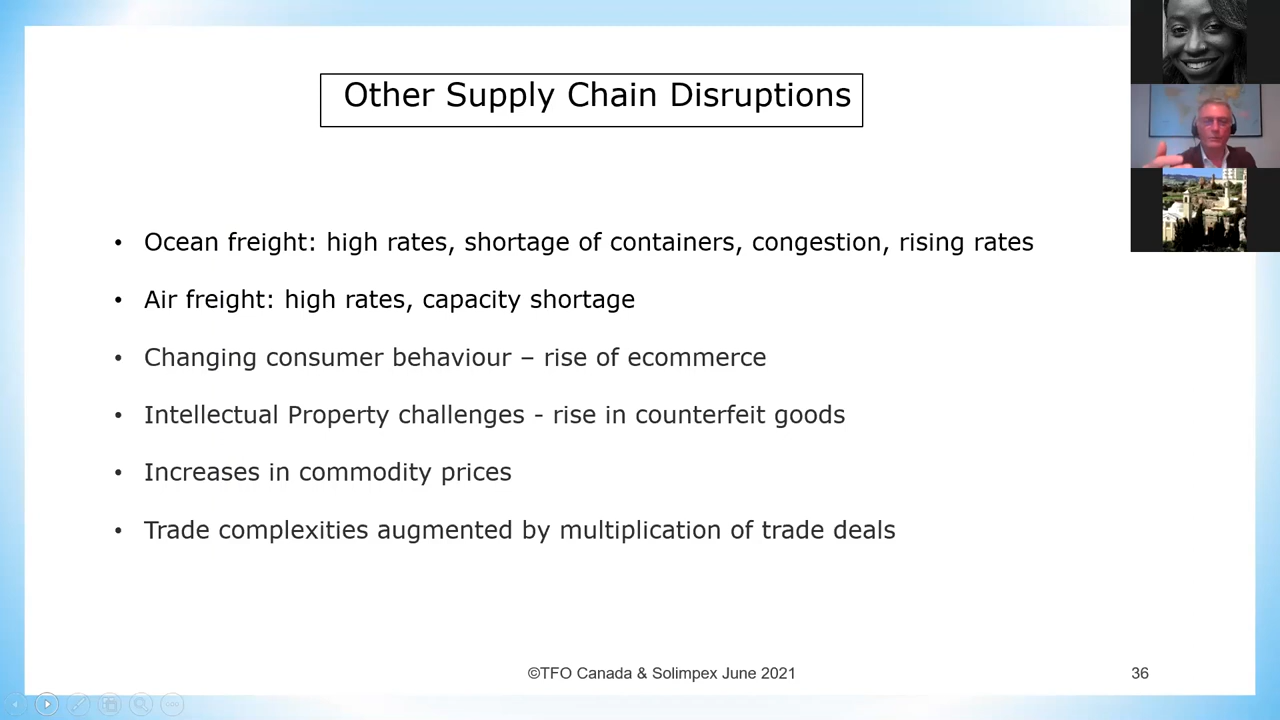 Other Supply Chain Disruptions
• Ocean freight: high rates, shortage of containers, congestion, rising rates
• Air freight: high rates, capacity shortage
• Changing consumer behaviour – rise of ecommerce
• Intellectual Property challenges - rise in counterfeit goods
• Increases in commodity prices
• Trade complexities augmented by multiplication of trade deals
©TFO Canada & Solimpex June 2021
36